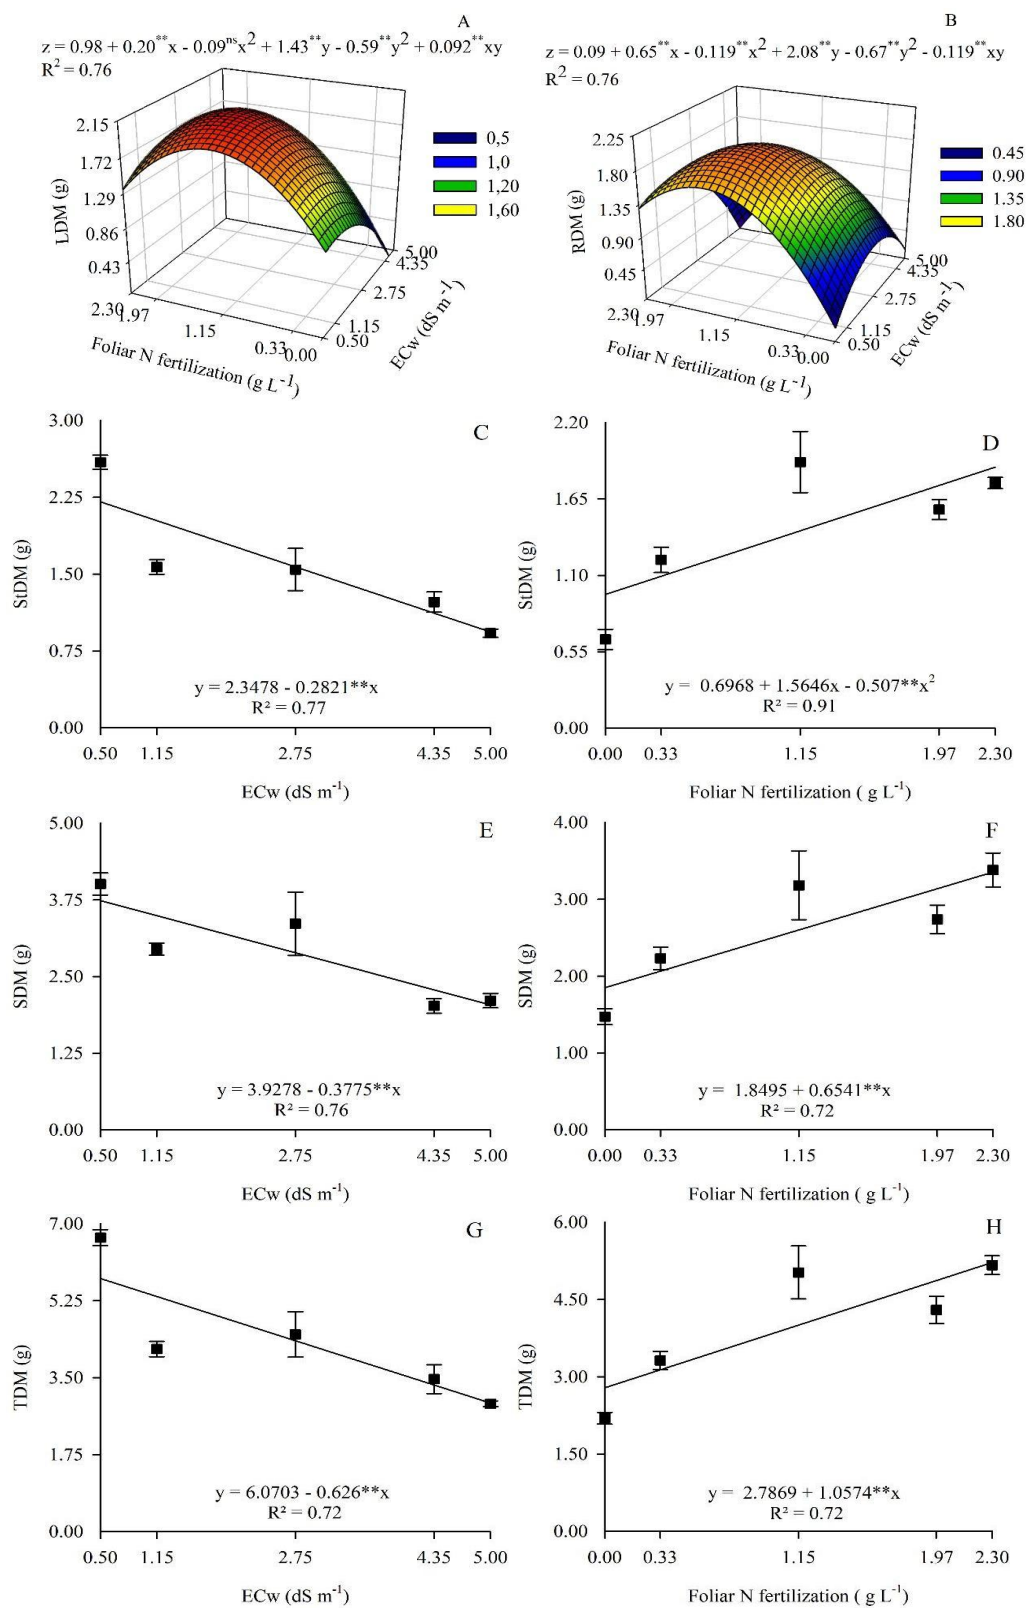 A
z = 0.98 + 0.20**x - 0.09nsx2 + 1.43**y - 0.59**y2 + 0.092**xy
R2 = 0.76
2.15
1.72
1.29
0.86
0.43
LDM (g)
2.30
1.97
1.15
0.33
0.00
Foliar N fertilization (g L-1)
5.00
4.35
2.75
1.15
0.50
ECw (dS m-1)
0,5
1,0
1,20
1,60
B
z = 0.09 + 0.65**x - 0.119**x2 + 2.08**y - 0.67**y2 - 0.119**xy
R2 = 0.76
2.25
1.80
1.35
0.90
0.45
RDM (g)
2.30
1.97
1.15
0.33
0.00
Foliar N fertilization (g L-1)
5.00
4.35
2.75
1.15
0.50
ECw (dS m-1)
0.45
0.90
1.35
1.80
C
3.00
2.25
1.50
0.75
0.00
StDM (g)
y = 2.3478 - 0.2821**x
R² = 0.77
0.50 1.15 2.75 4.35 5.00
ECw (dS m-1)
D
2.20
1.65
1.10
0.55
0.00
StDM (g)
y = 0.6968 + 1.5646x - 0.507**x2
R² = 0.91
0.00 0.33 1.15 1.97 2.30
Foliar N fertilization ( g L-1)
E
5.00
3.75
2.50
1.25
0.00
SDM (g)
y = 3.9278 - 0.3775**x
R² = 0.76
0.50 1.15 2.75 4.35 5.00
ECw (dS m-1)
F
4.00
3.00
2.00
1.00
0.00
SDM (g)
y = 1.8495 + 0.6541**x
R² = 0.72
0.00 0.33 1.15 1.97 2.30
Foliar N fertilization ( g L-1)
G
7.00
5.25
3.50
1.75
0.00
TDM (g)
y = 6.0703 - 0.626**x
R² = 0.72
0.50 1.15 2.75 4.35 5.00
ECw (dS m-1)
H
6.00
4.50
3.00
1.50
0.00
TDM (g)
y = 2.7869 + 1.0574**x
R² = 0.72
0.00 0.33 1.15 1.97 2.30
Foliar N fertilization ( g L-1)